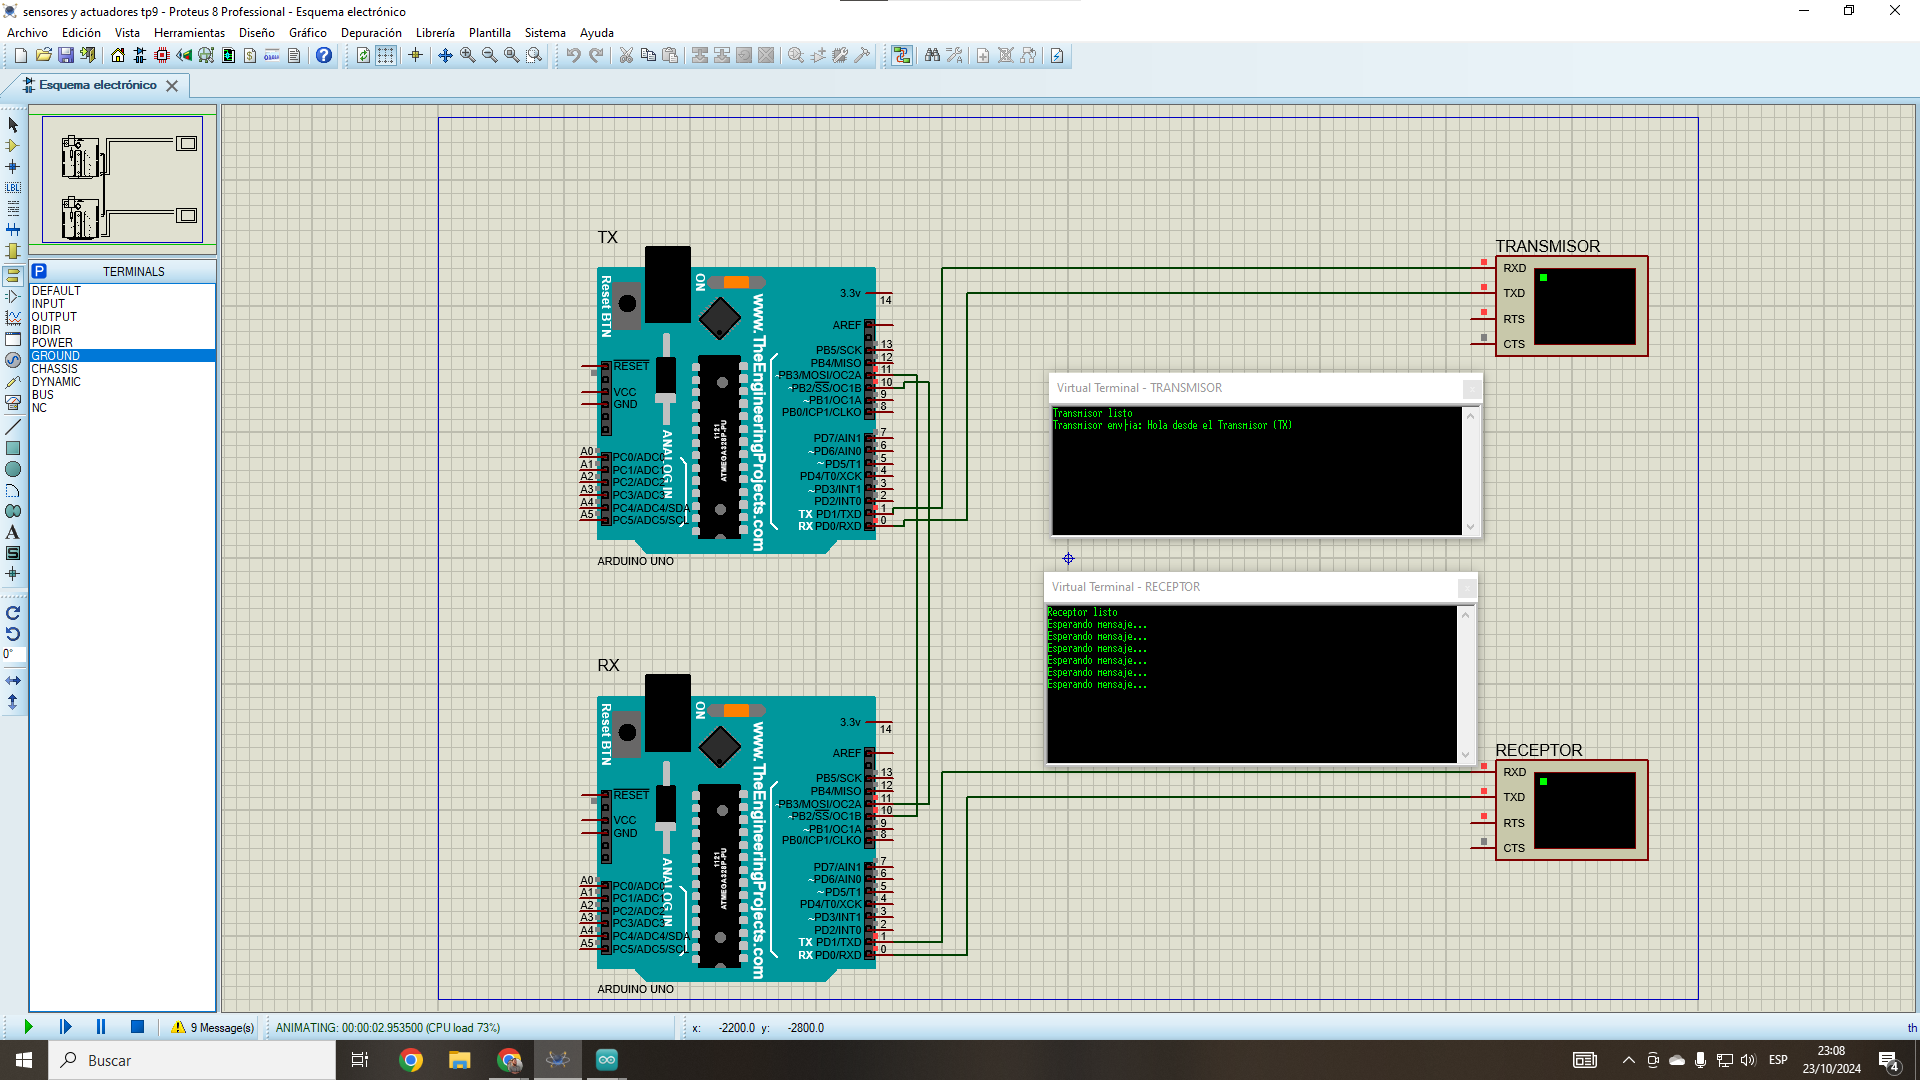 sensores y actuadores tp9 - Proteus 8 Professional - Esquema electrónico
Archivo Edición Vista Herramientas Diseño Gráfico Depuración Librería Plantilla Sistema Ayuda
Esquema electrónico
P TERMINALS
DEFAULT
INPUT
OUTPUT
BIDIR
POWER
GROUND
CHASSIS
DYNAMIC
BUS
NC
LBL
A
S
0°
TX
Reset BTN
ON
www.TheEngineeringProjects.com
ANALOG IN
1121
ATMEGA328P-PU
RESET
VCC
GND
A0 PC0/ADC0
A1 PC1/ADC1
A2 PC2/ADC2
A3 PC3/ADC3
A4 PC4/ADC4/SDA
A5 PC5/ADC5/SCL
3.3v 14
AREF
PB5/SCK 13
PB4/MISO 12
~PB3/MOSI/OC2A 11
~PB2/SS/OC1B 10
~PB1/OC1A 9
PB0/ICP1/CLKO 8
PD7/AIN1 7
~PD6/AIN0 6
~PD5/T1 5
PD4/T0/XCK 4
~PD3/INT1 3
PD2/INT0 2
TX PD1/TXD 1
RX PD0/RXD 0
ARDUINO UNO
TRANSMISOR
RXD
TXD
RTS
CTS
Virtual Terminal - TRANSMISOR
Transmisor listo
Transmisor envria: Hola desde el Transmisor (TX)
Virtual Terminal - RECEPTOR
Receptor listo
Esperando mensaje...
Esperando mensaje...
Esperando mensaje...
Esperando mensaje...
Esperando mensaje...
Esperando mensaje...
RX
Reset BTN
ON
www.TheEngineeringProjects.com
ANALOG IN
1121
ATMEGA328P-PU
RESET
VCC
GND
A0 PC0/ADC0
A1 PC1/ADC1
A2 PC2/ADC2
A3 PC3/ADC3
A4 PC4/ADC4/SDA
A5 PC5/ADC5/SCL
3.3v 14
AREF
PB5/SCK 13
PB4/MISO 12
~PB3/MOSI/OC2A 11
~PB2/SS/OC1B 10
~PB1/OC1A 9
PB0/ICP1/CLKO 8
PD7/AIN1 7
~PD6/AIN0 6
~PD5/T1 5
PD4/T0/XCK 4
~PD3/INT1 3
PD2/INT0 2
TX PD1/TXD 1
RX PD0/RXD 0
ARDUINO UNO
RECEPTOR
RXD
TXD
RTS
CTS
9 Message(s) ANIMATING: 00:00:02.953500 (CPU load 73%) x: -2200.0 y: -2800.0 th
Buscar
ESP
23:08
23/10/2024
4